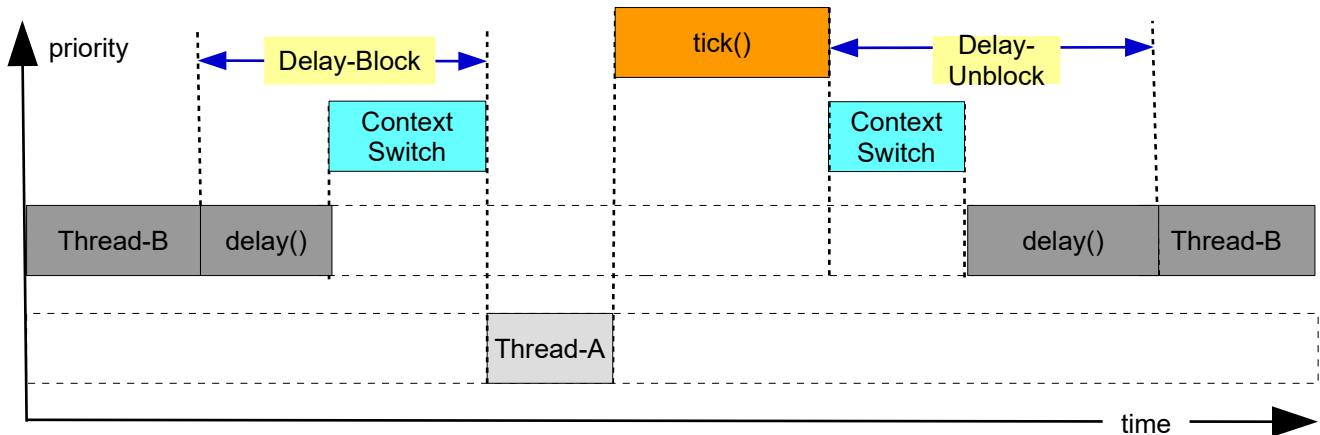 priority
Delay-Block
tick()
Delay-
Unblock
Context
Switch
Context
Switch
Thread-B
delay()
delay()
Thread-B
Thread-A
time